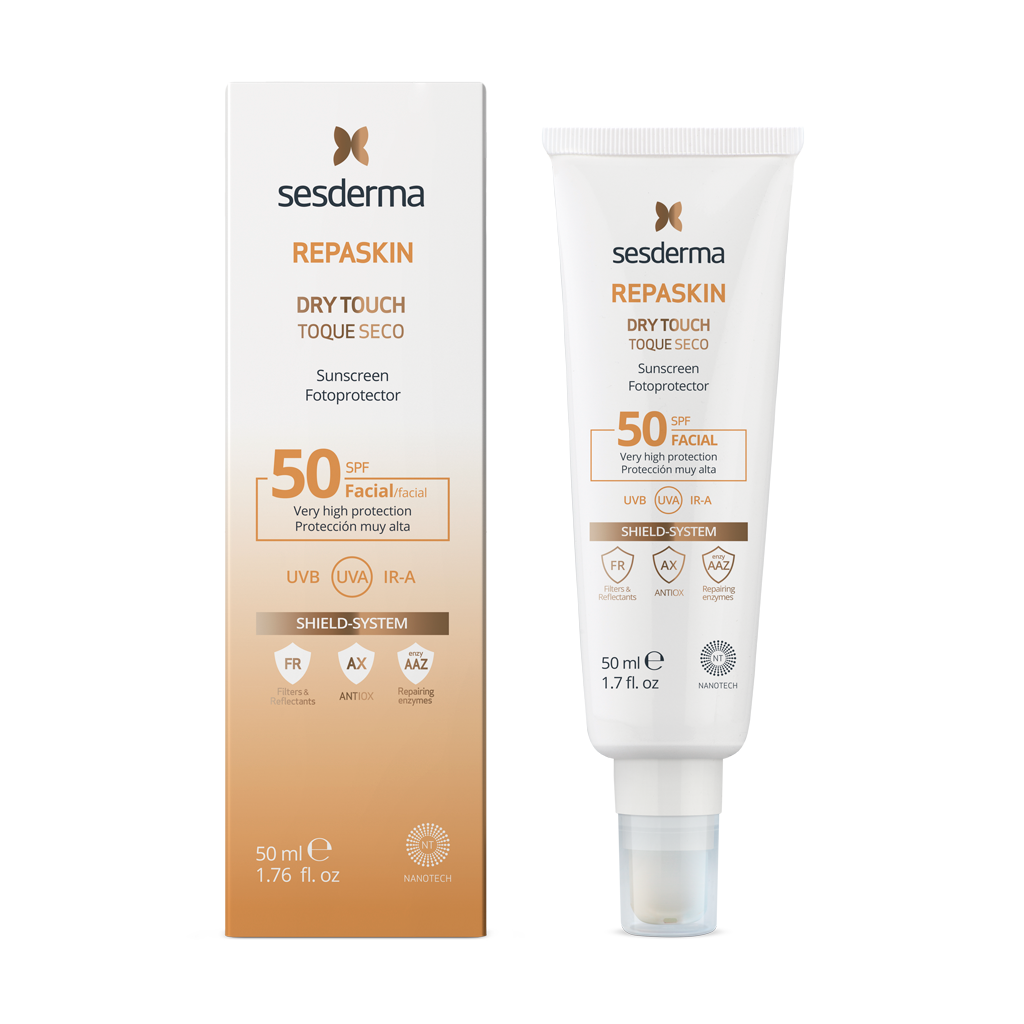 sesderma
REPASKIN
DRY TOUCH
TOQUE SECO
Sunscreen
Fotoprotector
50 SPF
Facial/facial
Very high protection
Protección muy alta
UVB UVA IR-A
SHIELD-SYSTEM
FR AX enzy AAZ
Filters & Reflectants
ANTIOX
Repairing enzymes
50 ml ℮
1.76 fl. oz
NT
NANOTECH
sesderma
REPASKIN
DRY TOUCH
TOQUE SECO
Sunscreen
Fotoprotector
50 SPF
FACIAL
Very high protection
Protección muy alta
UVB UVA IR-A
SHIELD-SYSTEM
FR AX enzy AAZ
Filters & Reflectants
ANTIOX
Repairing enzymes
50 ml ℮
1.7 fl. oz
NT
NANOTECH